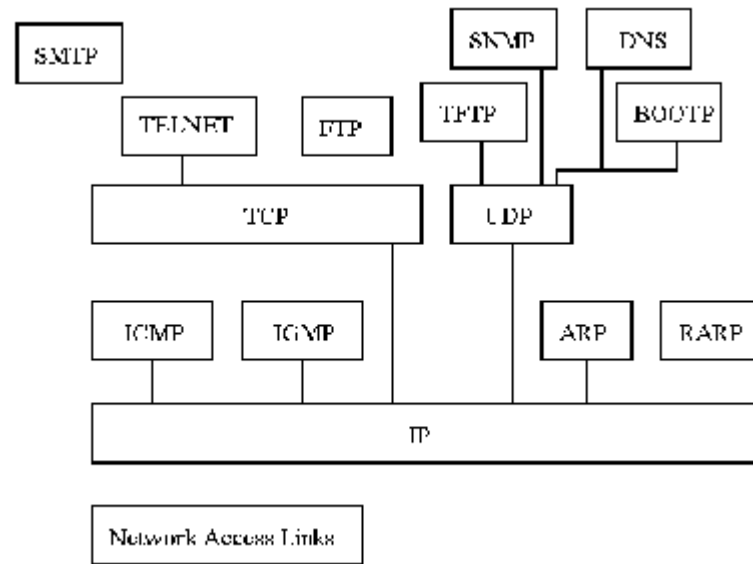 SNMP
DNS
SMTP
TFTP
BOOTP
TELNET
FTP
TCP
UDP
ICMP
IGMP
ARP
RARP
IP
Network Access Links